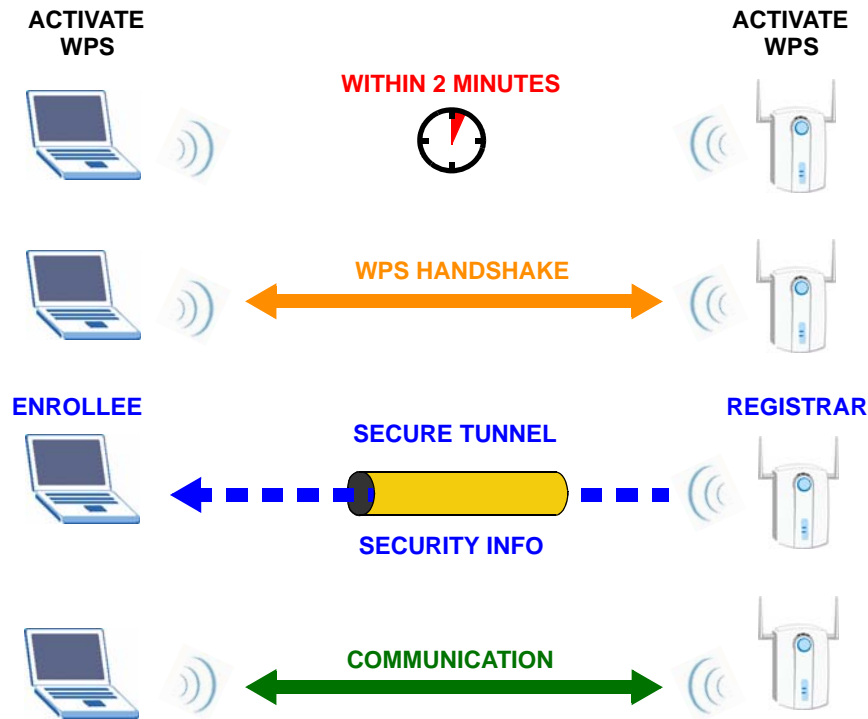 ACTIVATE
WPS
ACTIVATE
WPS
WITHIN 2 MINUTES
WPS HANDSHAKE
ENROLLEE
REGISTRAR
SECURE TUNNEL
SECURITY INFO
COMMUNICATION